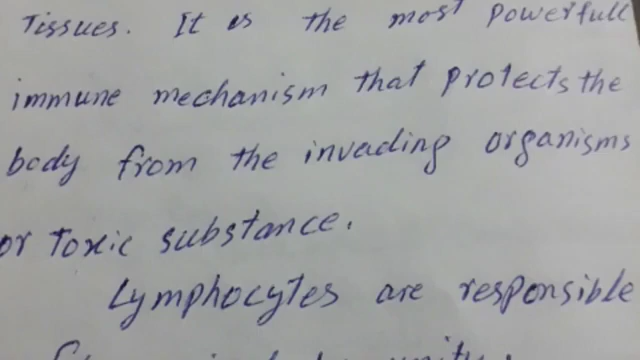 Tissues. It is the most powerfull
immune mechanism that protects the
body from the invading organisms
or Toxic substance.
Lymphocytes are responsible